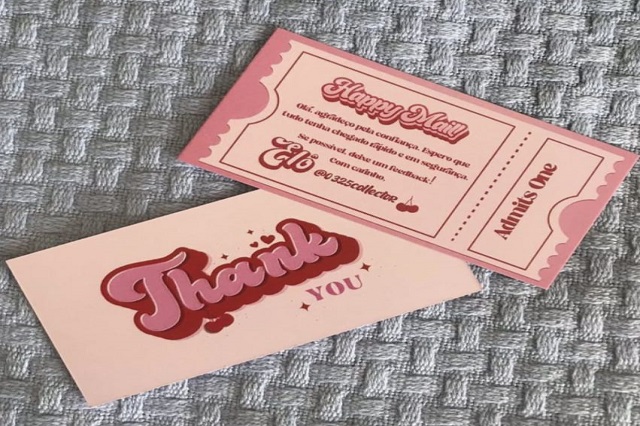 Happy Mail!
Olá, agradeço pela confiança. Espero que
tudo tenha chegado rápido e em segurança.
Se possível, deixe um feedback!
Com carinho,
@0325collector
Admits One
Thank
YOU